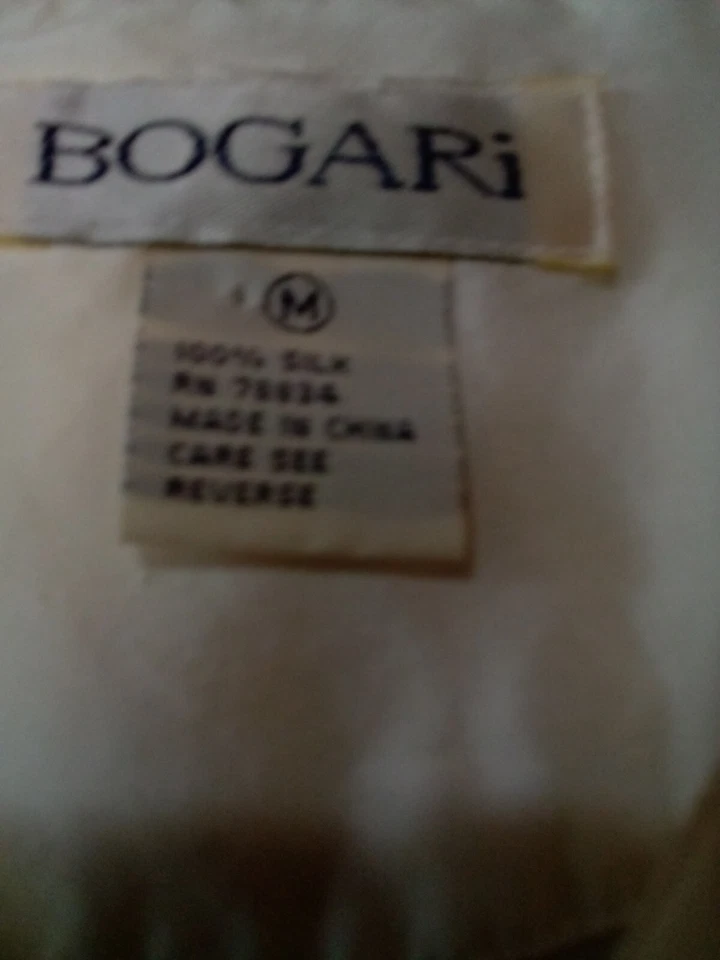 BOGARi
M
100% SILK
RN
MADE IN CHINA
CARE SEE
REVERSE